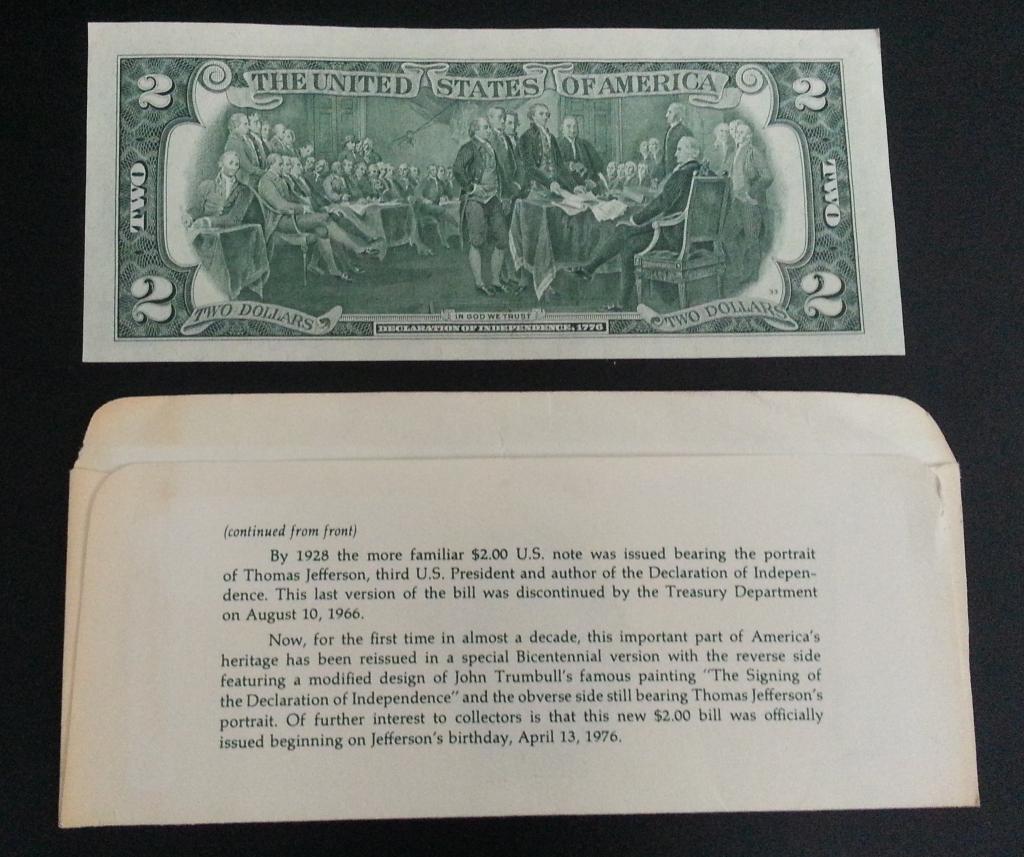 2 THE UNITED STATES OF AMERICA 2
TWO TWO
33
2 TWO DOLLARS TWO DOLLARS 2
IN GOD WE TRUST
DECLARATION OF INDEPENDENCE, 1776
(continued from front)
By 1928 the more familiar $2.00 U.S. note was issued bearing the portrait
of Thomas Jefferson, third U.S. President and author of the Declaration of Indepen-
dence. This last version of the bill was discontinued by the Treasury Department
on August 10, 1966.
Now, for the first time in almost a decade, this important part of America's
heritage has been reissued in a special Bicentennial version with the reverse side
featuring a modified design of John Trumbull's famous painting "The Signing of
the Declaration of Independence" and the obverse side still bearing Thomas Jefferson's
portrait. Of further interest to collectors is that this new $2.00 bill was officially
issued beginning on Jefferson's birthday, April 13, 1976.